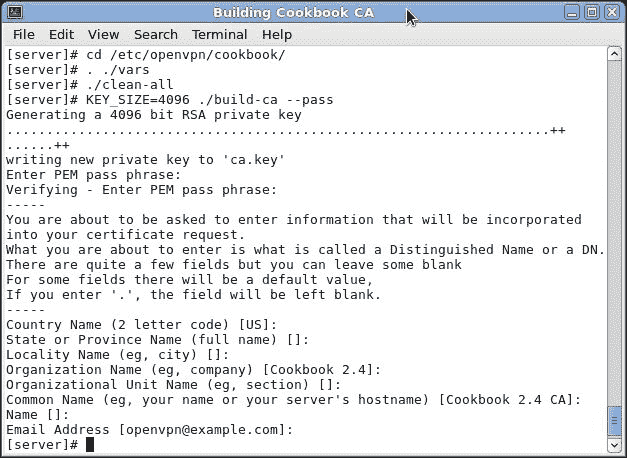 Building Cookbook CA
File Edit View Search Terminal Help
[server]# cd /etc/openvpn/cookbook/
[server]# . ./vars
[server]# ./clean-all
[server]# KEY_SIZE=4096 ./build-ca --pass
Generating a 4096 bit RSA private key
....................................................................++
......++
writing new private key to 'ca.key'
Enter PEM pass phrase:
Verifying - Enter PEM pass phrase:
-----
You are about to be asked to enter information that will be incorporated
into your certificate request.
What you are about to enter is what is called a Distinguished Name or a DN.
There are quite a few fields but you can leave some blank
For some fields there will be a default value,
If you enter '.', the field will be left blank.
-----
Country Name (2 letter code) [US]:
State or Province Name (full name) []:
Locality Name (eg, city) []:
Organization Name (eg, company) [Cookbook 2.4]:
Organizational Unit Name (eg, section) []:
Common Name (eg, your name or your server's hostname) [Cookbook 2.4 CA]:
Name []:
Email Address [openvpn@example.com]:
[server]#